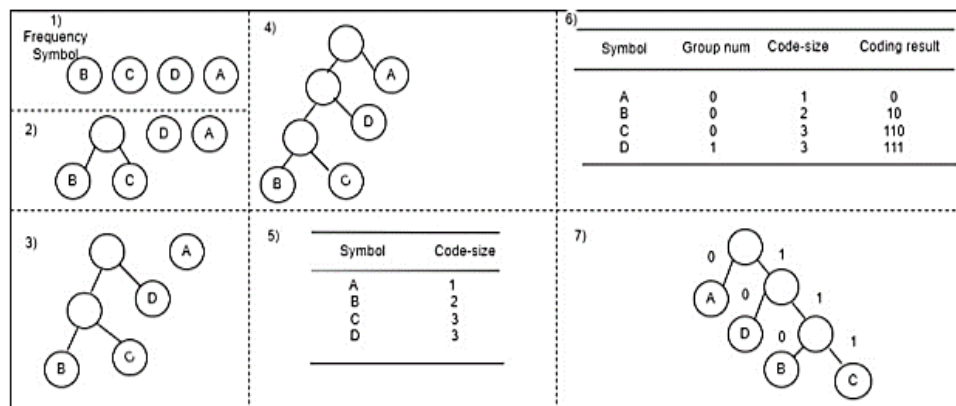 1)
Frequency
Symbol
B C D A
2)
D A
B C
3)
A
D
C
B
4)
A
D
B C
5)
Symbol Code-size
A 1
B 2
C 3
D 3
6)
Symbol Group num Code-size Coding result
A 0 1 0
B 0 2 10
C 0 3 110
D 1 3 111
7)
0 1
A 0 1
D 0 1
B C